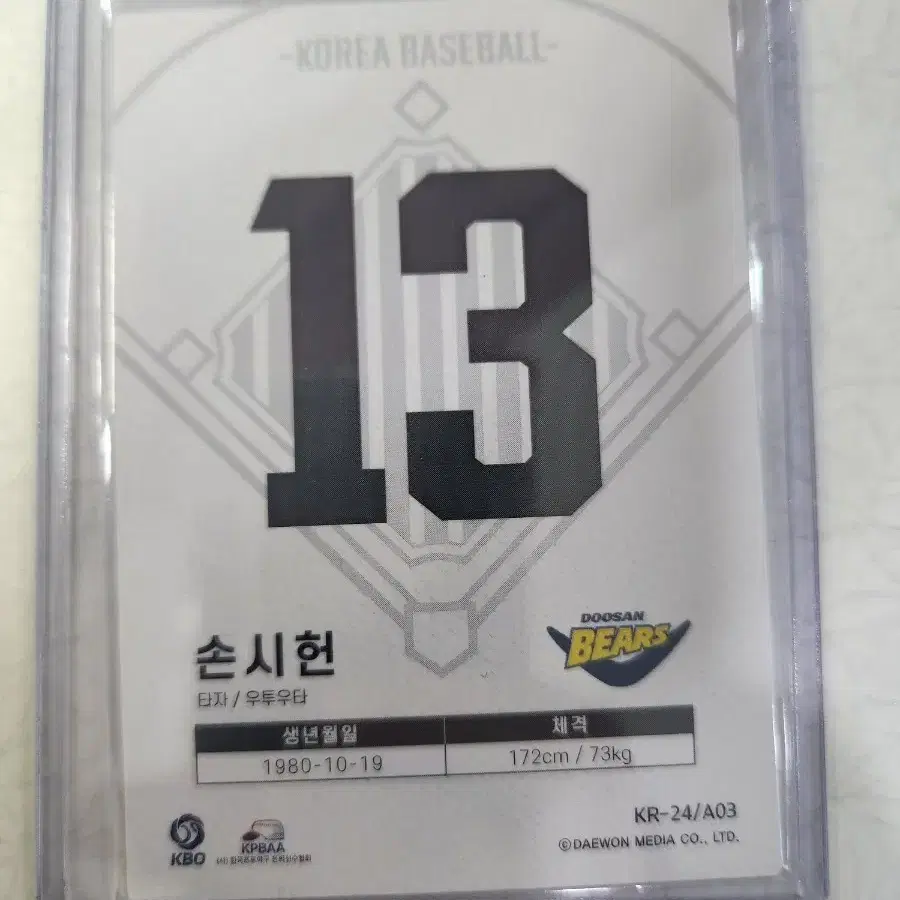 -KOREA BASEBALL-
13
손시헌
타자 / 우투우타
DOOSAN
BEARS
생년월일 체격
1980-10-19 172cm / 73kg
KR-24/A03
ⓒDAEWON MEDIA CO., LTD.
KBO
KPBAA